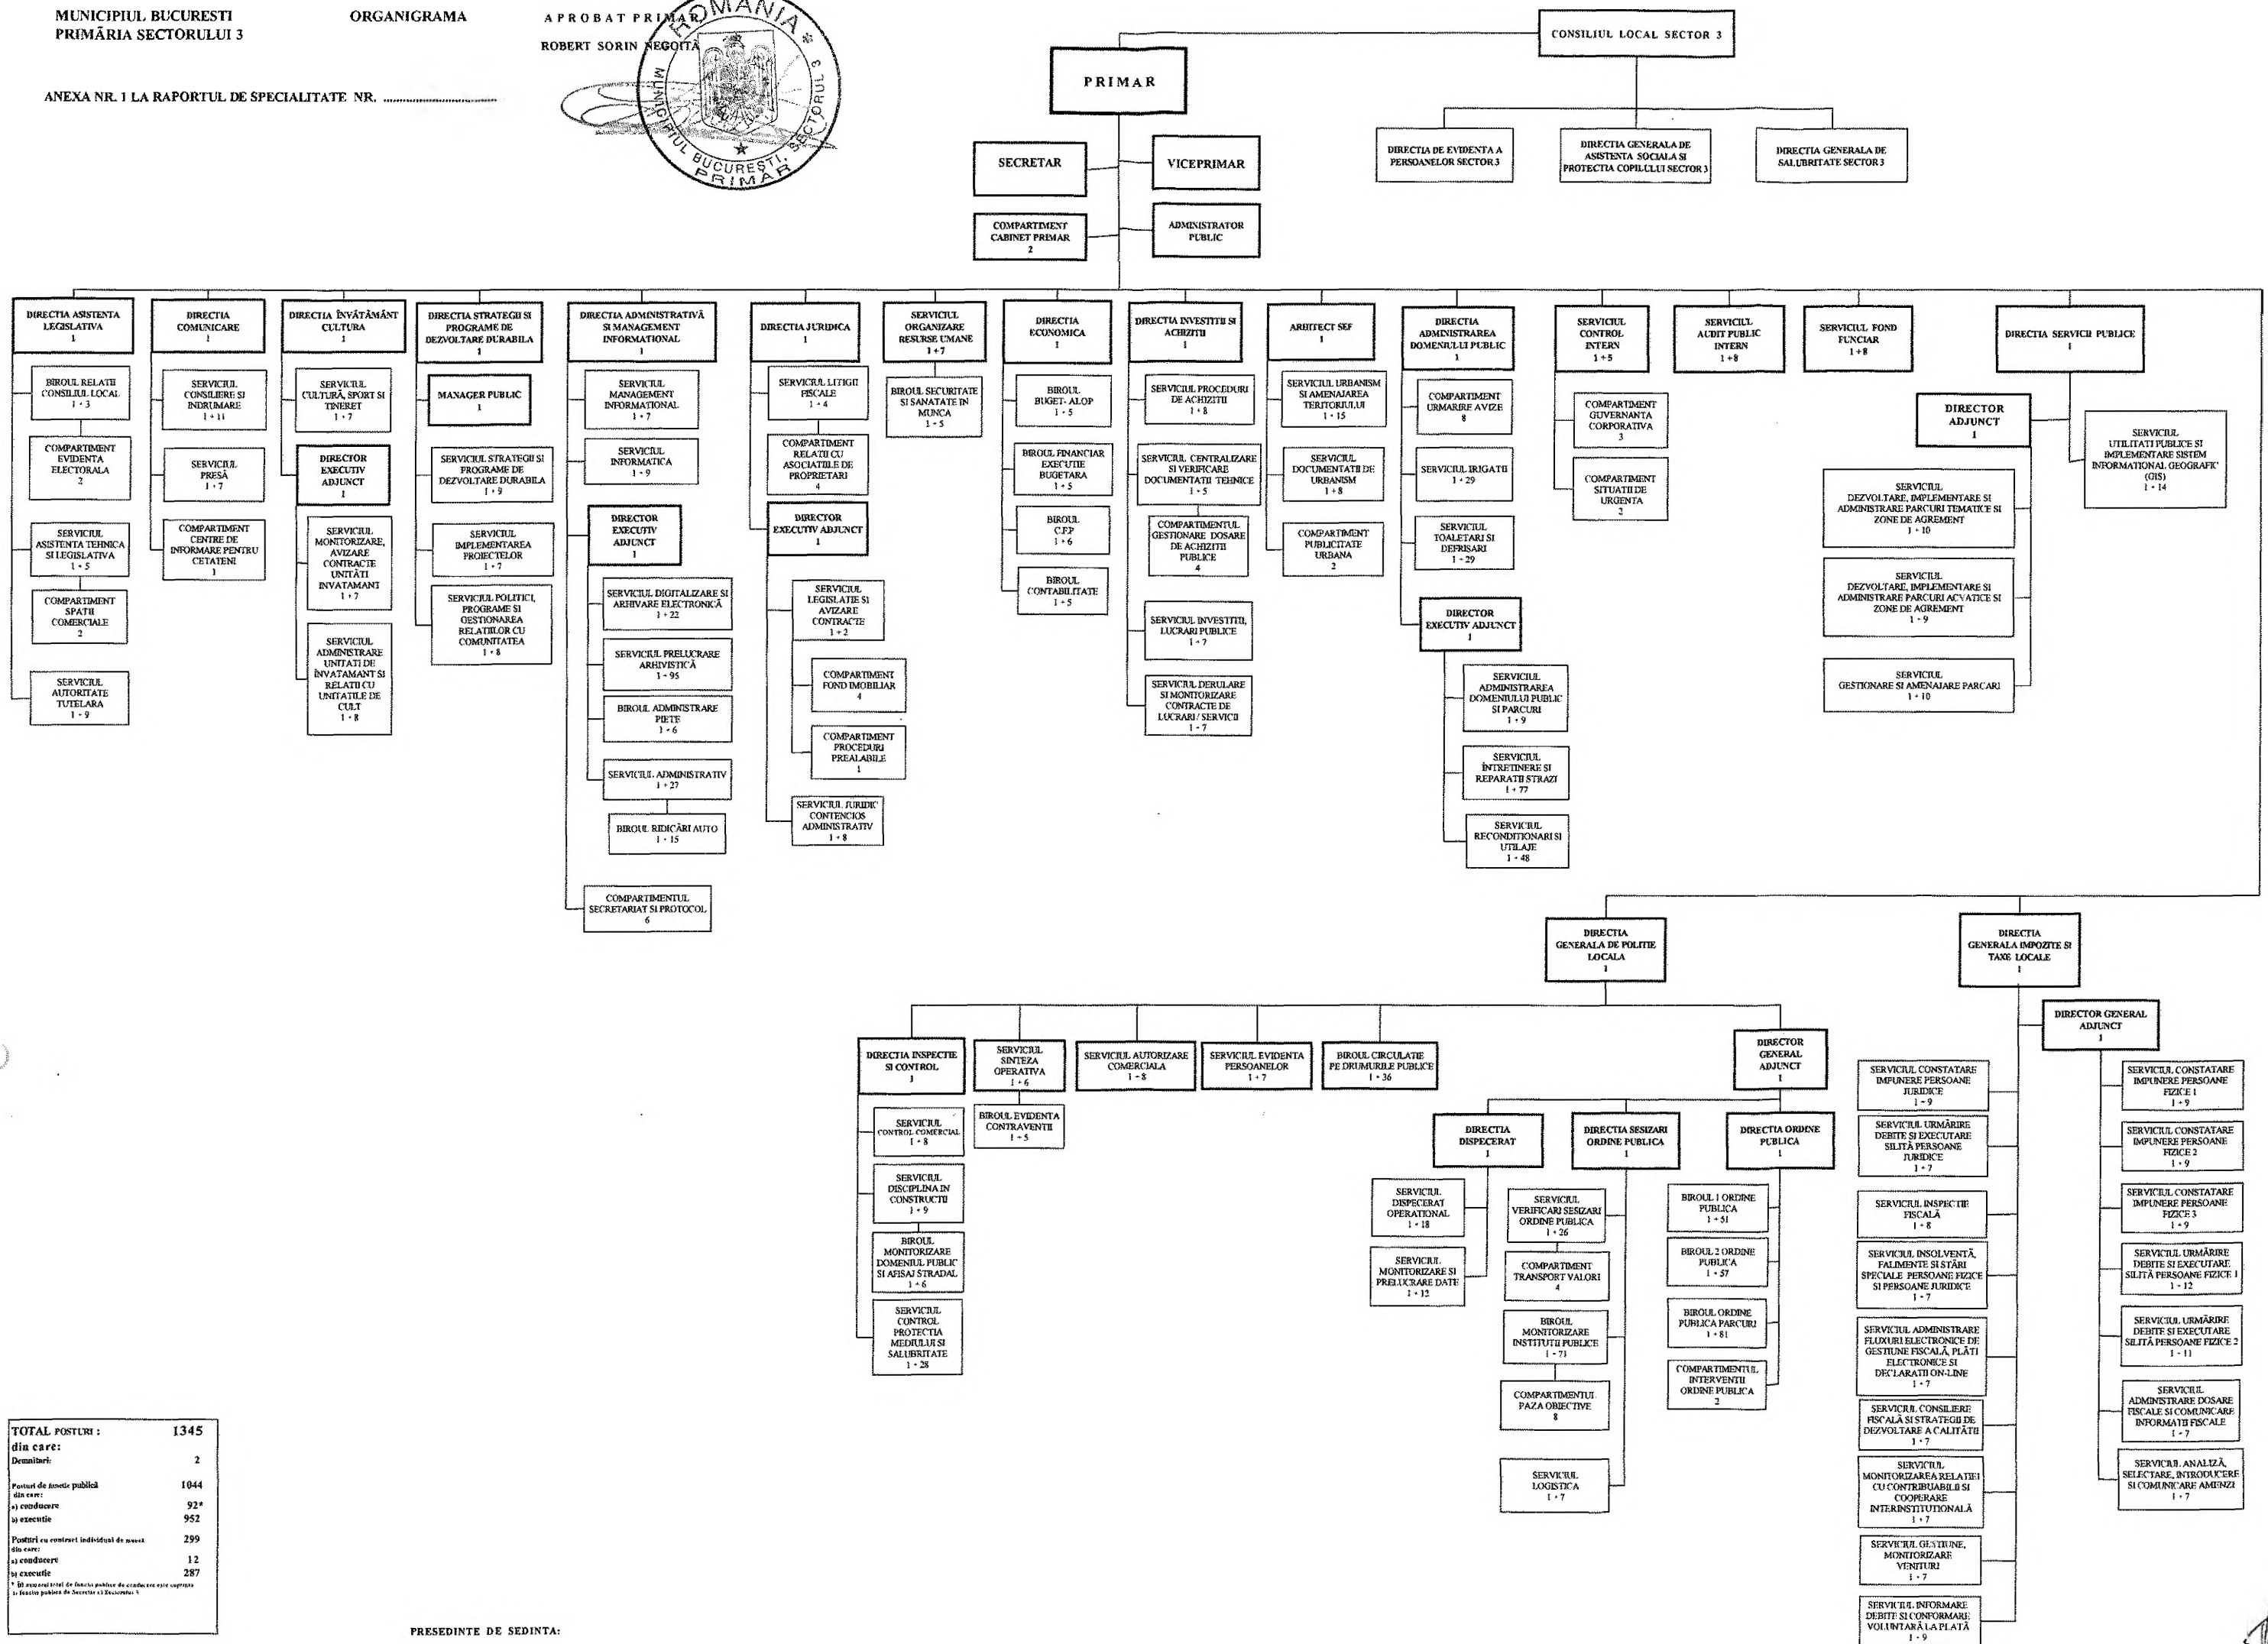 MUNICIPIUL BUCURESTI
PRIMĂRIA SECTORULUI 3
ORGANIGRAMA
APROBAT PRIMAR,
ROBERT SORIN NEGOIȚĂ
ROMANIA
MUNICIPIUL BUCUREȘTI, SECTORUL 3
PRIMAR
ANEXA NR. 1 LA RAPORTUL DE SPECIALITATE NR. ................................
CONSILIUL LOCAL SECTOR 3
PRIMAR
SECRETAR
VICEPRIMAR
COMPARTIMENT
CABINET PRIMAR
2
ADMINISTRATOR
PUBLIC
DIRECTIA DE EVIDENTA A
PERSOANELOR SECTOR 3
DIRECTIA GENERALA DE
ASISTENTA SOCIALA SI
PROTECTIA COPILULUI SECTOR 3
DIRECTIA GENERALA DE
SALUBRITATE SECTOR 3
DIRECTIA ASISTENTA
LEGISLATIVA
1
BIROUL RELATII
CONSILIUL LOCAL
1 + 3
COMPARTIMENT
EVIDENTA
ELECTORALA
2
SERVICIUL
ASISTENTA TEHNICA
SI LEGISLATIVA
1 + 5
COMPARTIMENT
SPATII
COMERCIALE
2
SERVICIUL
AUTORITATE
TUTELARA
1 + 9
DIRECTIA
COMUNICARE
1
SERVICIUL
CONSILIERE SI
INDRUMARE
1 + 11
SERVICIUL
PRESĂ
1 + 7
COMPARTIMENT
CENTRE DE
INFORMARE PENTRU
CETATENI
1
DIRECTIA ÎNVĂTĂMÂNT
CULTURA
1
SERVICIUL
CULTURĂ, SPORT SI
TINERET
1 + 7
DIRECTOR
EXECUTIV
ADJUNCT
1
SERVICIUL
MONITORIZARE,
AVIZARE
CONTRACTE
UNITĂTI
INVATAMANT
1 + 7
SERVICIUL
ADMINISTRARE
UNITATI DE
ÎNVATAMANT SI
RELATII CU
UNITATILE DE
CULT
1 + 8
DIRECTIA STRATEGII SI
PROGRAME DE
DEZVOLTARE DURABILA
1
MANAGER PUBLIC
1
SERVICIUL STRATEGII SI
PROGRAME DE
DEZVOLTARE DURABILA
1 + 9
SERVICIUL
IMPLEMENTAREA
PROIECTELOR
1 + 7
SERVICIUL POLITICI,
PROGRAME SI
GESTIONAREA
RELATIILOR CU
COMUNITATEA
1 + 8
DIRECTIA ADMINISTRATIVĂ
SI MANAGEMENT
INFORMATIONAL
1
SERVICIUL
MANAGEMENT
INFORMATIONAL
1 + 7
SERVICIUL
INFORMATICA
1 + 9
DIRECTOR
EXECUTIV
ADJUNCT
1
SERVICIUL DIGITALIZARE SI
ARHIVARE ELECTRONICĂ
1 + 22
SERVICIUL PRELUCRARE
ARHIVISTICĂ
1 + 95
BIROUL ADMINISTRARE
PIETE
1 + 6
SERVICIUL ADMINISTRATIV
1 + 27
BIROUL RIDICĂRI AUTO
1 + 15
COMPARTIMENTUL
SECRETARIAT SI PROTOCOL
6
DIRECTIA JURIDICA
1
SERVICIUL LITIGII
FISCALE
1 + 4
COMPARTIMENT
RELATII CU
ASOCIATIILE DE
PROPRIETARI
4
DIRECTOR
EXECUTIV ADJUNCT
1
SERVICIUL
LEGISLATIE SI
AVIZARE
CONTRACTE
1 + 2
COMPARTIMENT
FOND IMOBILIAR
4
COMPARTIMENT
PROCEDURI
PREALABILE
1
SERVICIUL JURIDIC
CONTENCIOS
ADMINISTRATIV
1 + 8
SERVICIUL
ORGANIZARE
RESURSE UMANE
1 +7
BIROUL SECURITATE
SI SANATATE IN
MUNCA
1 + 5
DIRECTIA
ECONOMICA
1
BIROUL
BUGET- ALOP
1 + 5
BIROUL FINANCIAR
EXECUTIE
BUGETARA
1 + 5
BIROUL
C.F.P
1 + 6
BIROUL
CONTABILITATE
1 + 5
DIRECTIA INVESTITII SI
ACHIZITII
1
SERVICIUL PROCEDURI
DE ACHIZITII
1 + 8
SERVICIUL CENTRALIZARE
SI VERIFICARE
DOCUMENTATII TEHNICE
1 + 5
COMPARTIMENTUL
GESTIONARE DOSARE
DE ACHIZITII
PUBLICE
4
SERVICIUL INVESTITII,
LUCRARI PUBLICE
1 + 7
SERVICIUL DERULARE
SI MONITORIZARE
CONTRACTE DE
LUCRARI / SERVICII
1 + 7
ARHITECT SEF
1
SERVICIUL URBANISM
SI AMENAJAREA
TERITORIULUI
1 + 15
SERVICIUL
DOCUMENTATII DE
URBANISM
1 + 8
COMPARTIMENT
PUBLICITATE
URBANA
2
DIRECTIA
ADMINISTRAREA
DOMENIULUI PUBLIC
1
COMPARTIMENT
URMARIRE AVIZE
8
SERVICIUL IRIGATII
1 + 29
SERVICIUL
TOALETARI SI
DEFRISARI
1 + 29
DIRECTOR
EXECUTIV ADJUNCT
1
SERVICIUL
ADMINISTRAREA
DOMENIULUI PUBLIC
SI PARCURI
1 + 9
SERVICIUL
ÎNTRETINERE SI
REPARATII STRAZI
1 + 77
SERVICIUL
RECONDITIONARI SI
UTILAJE
1 + 48
SERVICIUL
CONTROL
INTERN
1 +5
COMPARTIMENT
GUVERNANTA
CORPORATIVA
3
COMPARTIMENT
SITUATII DE
URGENTA
2
SERVICIUL
AUDIT PUBLIC
INTERN
1 +8
SERVICIUL FOND
FUNCIAR
1 +8
DIRECTIA SERVICII PUBLICE
1
DIRECTOR
ADJUNCT
1
SERVICIUL
UTILITATI PUBLICE SI
IMPLEMENTARE SISTEM
INFORMATIONAL GEOGRAFIC
(GIS)
1 + 14
SERVICIUL
DEZVOLTARE, IMPLEMENTARE SI
ADMINISTRARE PARCURI TEMATICE SI
ZONE DE AGREMENT
1 + 10
SERVICIUL
DEZVOLTARE, IMPLEMENTARE SI
ADMINISTRARE PARCURI ACVATICE SI
ZONE DE AGREMENT
1 + 9
SERVICIUL
GESTIONARE SI AMENAJARE PARCARI
1 + 10
DIRECTIA
GENERALA DE POLITIE
LOCALA
1
DIRECTIA INSPECTIE
SI CONTROL
1
SERVICIUL
CONTROL COMERCIAL
1 + 8
SERVICIUL
DISCIPLINA IN
CONSTRUCTII
1 + 9
BIROUL
MONITORIZARE
DOMENIUL PUBLIC
SI AFISAJ STRADAL
1 + 6
SERVICIUL
CONTROL
PROTECTIA
MEDIULUI SI
SALUBRITATE
1 + 28
SERVICIUL
SINTEZA
OPERATIVA
1 + 6
BIROUL EVIDENTA
CONTRAVENTII
1 + 5
SERVICIUL AUTORIZARE
COMERCIALA
1 + 8
SERVICIUL EVIDENTA
PERSOANELOR
1 + 7
BIROUL CIRCULATIE
PE DRUMURILE PUBLICE
1 + 36
DIRECTOR
GENERAL
ADJUNCT
1
DIRECTIA
DISPECERAT
1
SERVICIUL
DISPECERAT
OPERATIONAL
1 + 18
SERVICIUL
MONITORIZARE SI
PRELUCRARE DATE
1 + 12
DIRECTIA SESIZARI
ORDINE PUBLICA
1
SERVICIUL
VERIFICARI SESIZARI
ORDINE PUBLICA
1 + 26
COMPARTIMENT
TRANSPORT VALORI
4
BIROUL
MONITORIZARE
INSTITUTII PUBLICE
1 + 71
COMPARTIMENTUL
PAZA OBIECTIVE
8
SERVICIUL
LOGISTICA
1 + 7
DIRECTIA ORDINE
PUBLICA
1
BIROUL 1 ORDINE
PUBLICA
1 + 51
BIROUL 2 ORDINE
PUBLICA
1 + 57
BIROUL ORDINE
PUBLICA PARCURI
1 + 81
COMPARTIMENTUL
INTERVENTII
ORDINE PUBLICA
2
DIRECTIA
GENERALA IMPOZITE SI
TAXE LOCALE
1
DIRECTOR GENERAL
ADJUNCT
1
SERVICIUL CONSTATARE
IMPUNERE PERSOANE
JURIDICE
1 + 9
SERVICIUL URMĂRIRE
DEBITE SI EXECUTARE
SILITĂ PERSOANE
JURIDICE
1 + 7
SERVICIUL INSPECTIE
FISCALĂ
1 + 8
SERVICIUL INSOLVENTĂ,
FALIMENTE SI STĂRI
SPECIALE PERSOANE FIZICE
SI PERSOANE JURIDICE
1 + 7
SERVICIUL ADMINISTRARE
FLUXURI ELECTRONICE DE
GESTIUNE FISCALĂ, PLĂTI
ELECTRONICE SI
DECLARATII ON-LINE
1 + 7
SERVICIUL CONSILIERE
FISCALĂ SI STRATEGII DE
DEZVOLTARE A CALITĂTII
1 + 7
SERVICIUL
MONITORIZAREA RELATIEI
CU CONTRIBUABILII SI
COOPERARE
INTERINSTITUTIONALĂ
1 + 7
SERVICIUL GESTIUNE,
MONITORIZARE
VENITURI
1 + 7
SERVICIUL INFORMARE
DEBITE SI CONFORMARE
VOLUNTARĂ LA PLATĂ
1 + 9
SERVICIUL CONSTATARE
IMPUNERE PERSOANE
FIZICE 1
1 + 9
SERVICIUL CONSTATARE
IMPUNERE PERSOANE
FIZICE 2
1 + 9
SERVICIUL CONSTATARE
IMPUNERE PERSOANE
FIZICE 3
1 + 9
SERVICIUL URMĂRIRE
DEBITE SI EXECUTARE
SILITĂ PERSOANE FIZICE 1
1 + 12
SERVICIUL URMĂRIRE
DEBITE SI EXECUTARE
SILITĂ PERSOANE FIZICE 2
1 + 11
SERVICIUL
ADMINISTRARE DOSARE
FISCALE SI COMUNICARE
INFORMATII FISCALE
1 + 7
SERVICIUL ANALIZĂ,
SELECTARE, INTRODUCERE
SI COMUNICARE AMENZI
1 + 7
TOTAL POSTURI : 1345
din care:
Demnitari: 2
Posturi de functie publică 1044
din care:
a) conducere 92*
b) executie 952
Posturi cu contract individual de muncă 299
din care:
a) conducere 12
b) executie 287
* În numarul total de functii publice de conducere este cuprinsa
si functia publica de Secretar al Sectorului 3
PRESEDINTE DE SEDINTA: